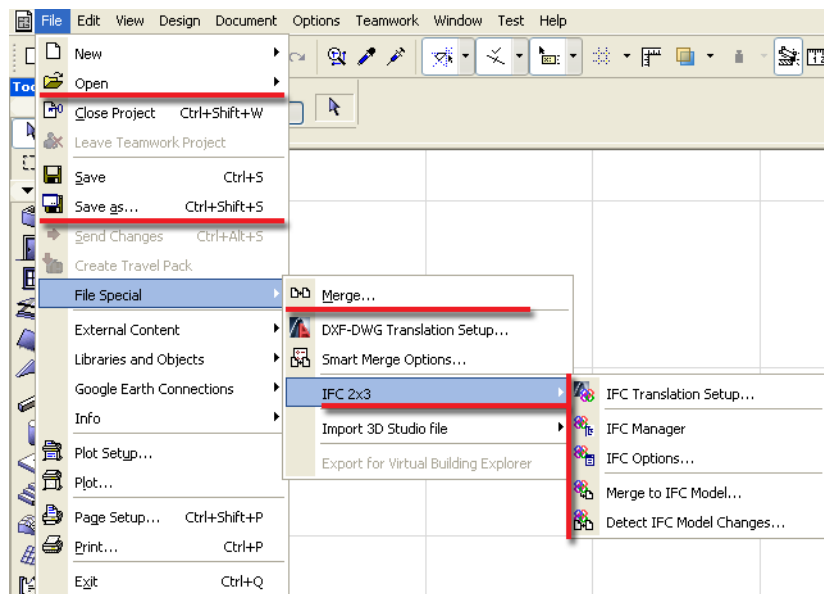 File Edit View Design Document Options Teamwork Window Test Help
New
Open
Close Project Ctrl+Shift+W
Leave Teamwork Project
Save Ctrl+S
Save as... Ctrl+Shift+S
Send Changes Ctrl+Alt+S
Create Travel Pack
File Special
Merge...
External Content
DXF-DWG Translation Setup...
Libraries and Objects
Smart Merge Options...
Google Earth Connections
IFC 2x3
IFC Translation Setup...
Info
Import 3D Studio file
IFC Manager
Plot Setup...
Export for Virtual Building Explorer
IFC Options...
Plot...
Merge to IFC Model...
Page Setup... Ctrl+Shift+P
Detect IFC Model Changes...
Print... Ctrl+P
Exit Ctrl+Q